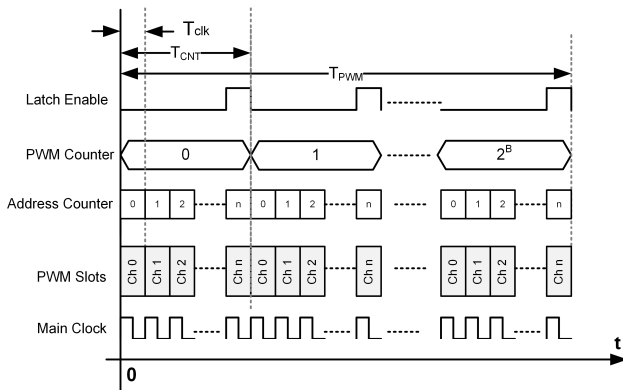 Tclk
TCNT
TPWM
Latch Enable
PWM Counter 0 1 2^B
Address Counter 0 1 2 n 0 1 2 n 0 1 2 n
PWM Slots Ch 0 Ch 1 Ch 2 Ch n Ch 0 Ch 1 Ch 2 Ch n Ch 0 Ch 1 Ch 2 Ch n
Main Clock
t
0